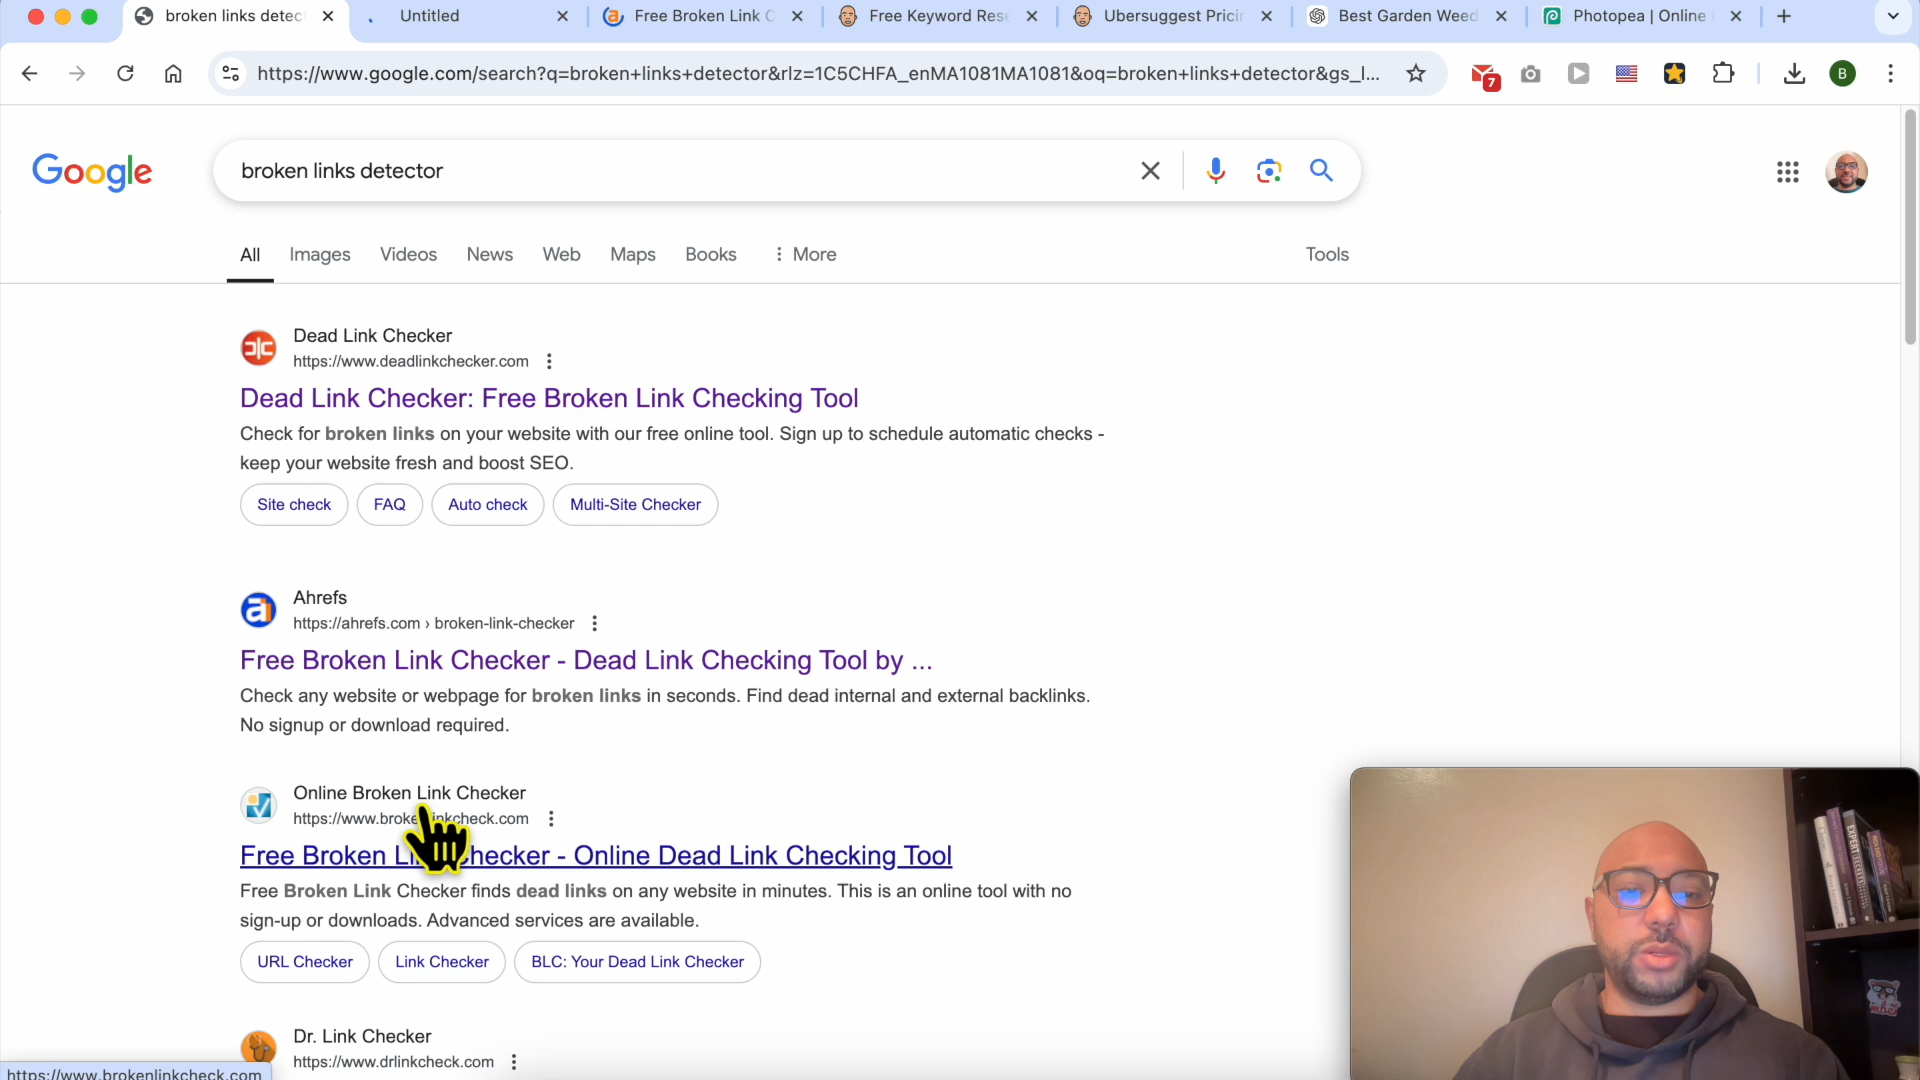 broken links detec
Untitled
Free Broken Link C
Free Keyword Rese
Ubersuggest Prici
Best Garden Weed
Photopea | Online
https://www.google.com/search?q=broken+links+detector&rlz=1C5CHFA_enMA1081MA1081&oq=broken+links+detector&gs_l...
7
B
Google
broken links detector
All
Images
Videos
News
Web
Maps
Books
More
Tools
Dead Link Checker
https://www.deadlinkchecker.com
Dead Link Checker: Free Broken Link Checking Tool
Check for broken links on your website with our free online tool. Sign up to schedule automatic checks -
keep your website fresh and boost SEO.
Site check
FAQ
Auto check
Multi-Site Checker
Ahrefs
https://ahrefs.com › broken-link-checker
Free Broken Link Checker - Dead Link Checking Tool by ...
Check any website or webpage for broken links in seconds. Find dead internal and external backlinks.
No signup or download required.
Online Broken Link Checker
https://www.brokenlinkcheck.com
Free Broken Link Checker - Online Dead Link Checking Tool
Free Broken Link Checker finds dead links on any website in minutes. This is an online tool with no
sign-up or downloads. Advanced services are available.
URL Checker
Link Checker
BLC: Your Dead Link Checker
Dr. Link Checker
https://www.drlinkcheck.com
https://www.brokenlinkcheck.com